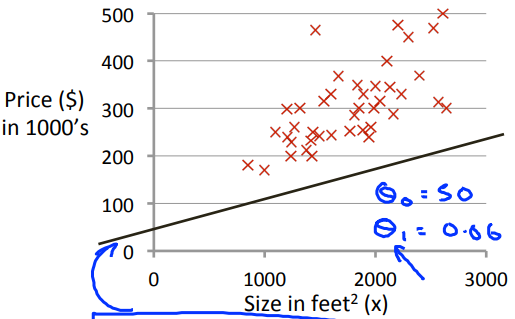 500
400
Price ($)
in 1000's
300
200
100
0
0
1000
2000
3000
Size in feet² (x)
Θ₀ = 50
Θ₁ = 0.06